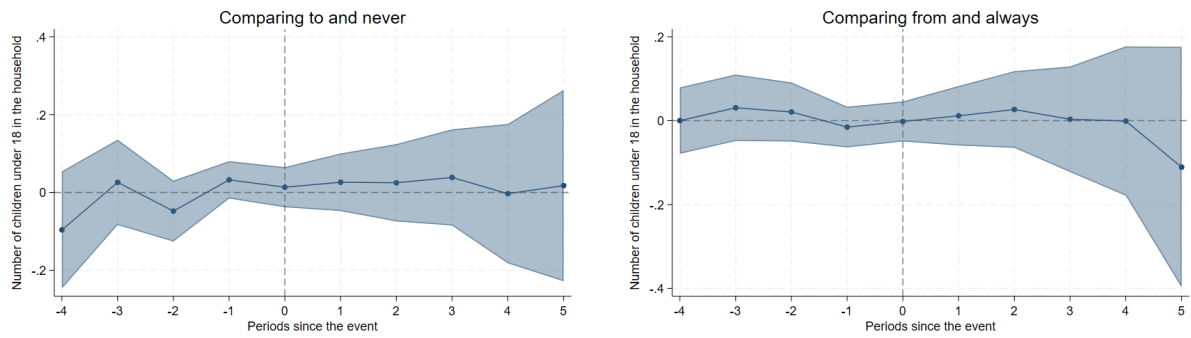 Comparing to and never
Number of children under 18 in the household
.4
.2
0
-.2
-4 -3 -2 -1 0 1 2 3 4 5
Periods since the event
Comparing from and always
Number of children under 18 in the household
.2
0
-.2
-.4
-4 -3 -2 -1 0 1 2 3 4 5
Periods since the event